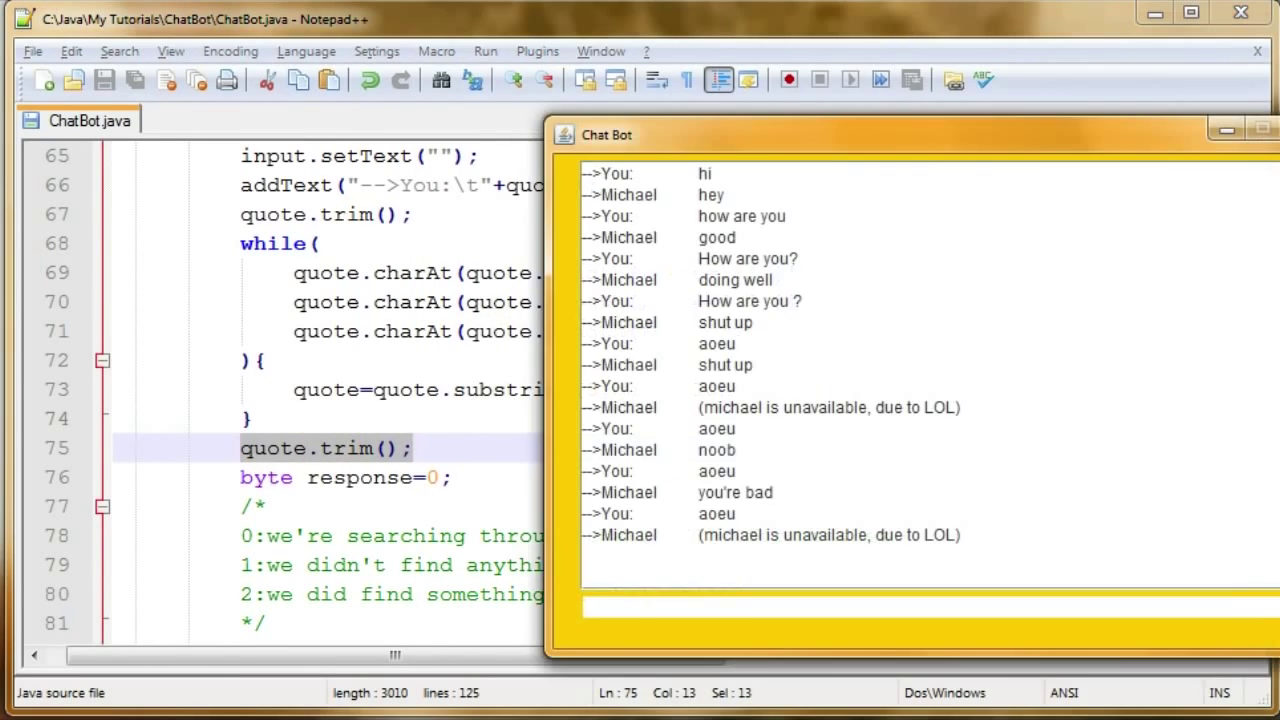 C:\Java\My Tutorials\ChatBot\ChatBot.java - Notepad++
File Edit Search View Encoding Language Settings Macro Run Plugins Window ? X
ChatBot.java
65 input.setText("");
66 addText("-->You:\t"+quo
67 quote.trim();
68 while(
69 quote.charAt(quote.
70 quote.charAt(quote.
71 quote.charAt(quote.
72 ){
73 quote=quote.substri
74 }
75 quote.trim();
76 byte response=0;
77 /*
78 0:we're searching throu
79 1:we didn't find anythi
80 2:we did find something
81 */
Chat Bot
-->You: hi
-->Michael hey
-->You: how are you
-->Michael good
-->You: How are you?
-->Michael doing well
-->You: How are you ?
-->Michael shut up
-->You: aoeu
-->Michael shut up
-->You: aoeu
-->Michael (michael is unavailable, due to LOL)
-->You: aoeu
-->Michael noob
-->You: aoeu
-->Michael you're bad
-->You: aoeu
-->Michael (michael is unavailable, due to LOL)
Java source file length : 3010 lines : 125 Ln : 75 Col : 13 Sel : 13 Dos\Windows ANSI INS